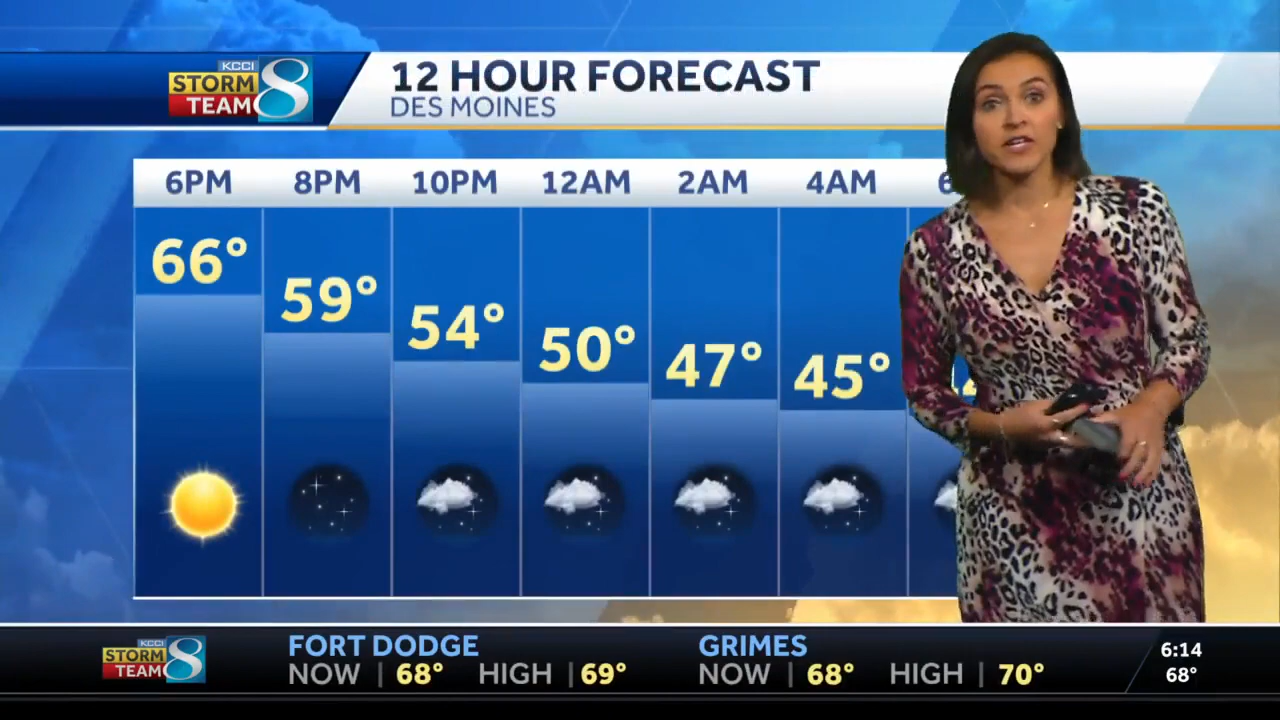 KCCI
STORM
TEAM 8
12 HOUR FORECAST
DES MOINES
6PM 8PM 10PM 12AM 2AM 4AM
66° 59° 54° 50° 47° 45°
KCCI
STORM
TEAM 8
FORT DODGE
NOW | 68° HIGH | 69°
GRIMES
NOW | 68° HIGH | 70°
6:14
68°